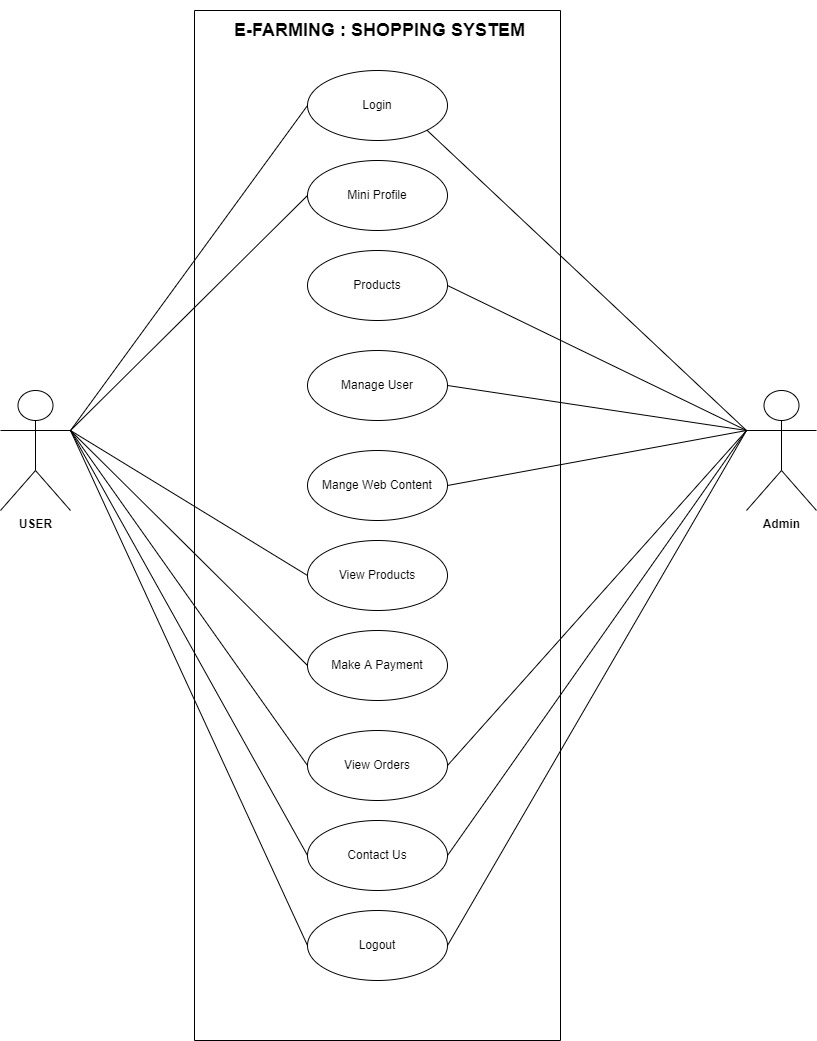 E-FARMING : SHOPPING SYSTEM
Login
Mini Profile
Products
Manage User
Mange Web Content
USER
Admin
View Products
Make A Payment
View Orders
Contact Us
Logout